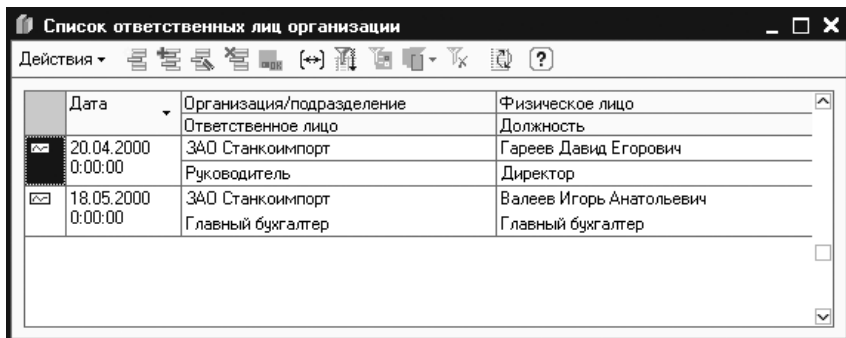 Список ответственных лиц организации
Действия
Дата Организация/подразделение Физическое лицо
Ответственное лицо Должность
20.04.2000 ЗАО Станкоимпорт Гареев Давид Егорович
0:00:00 Руководитель Директор
18.05.2000 ЗАО Станкоимпорт Валеев Игорь Анатольевич
0:00:00 Главный бухгалтер Главный бухгалтер